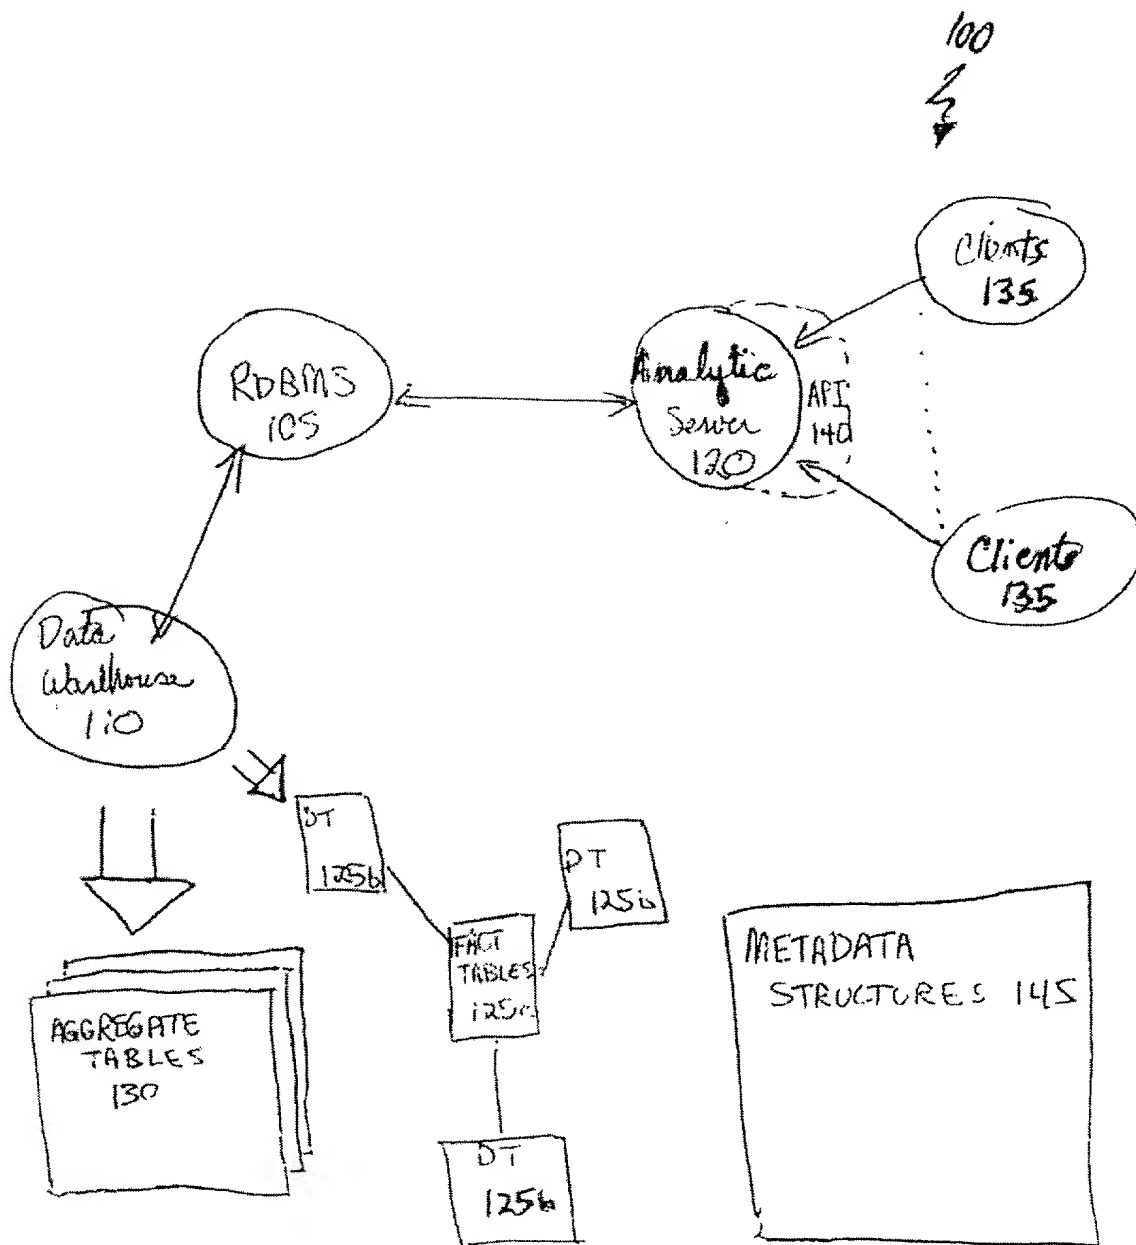 100
Clients
135
RDBMS
105
Analytic
Server
120
API
140
Clients
135
Data
Warehouse
110
DT
125b
DT
125b
FACT
TABLES
125a
METADATA
STRUCTURES 145
AGGREGATE
TABLES
130
DT
125b